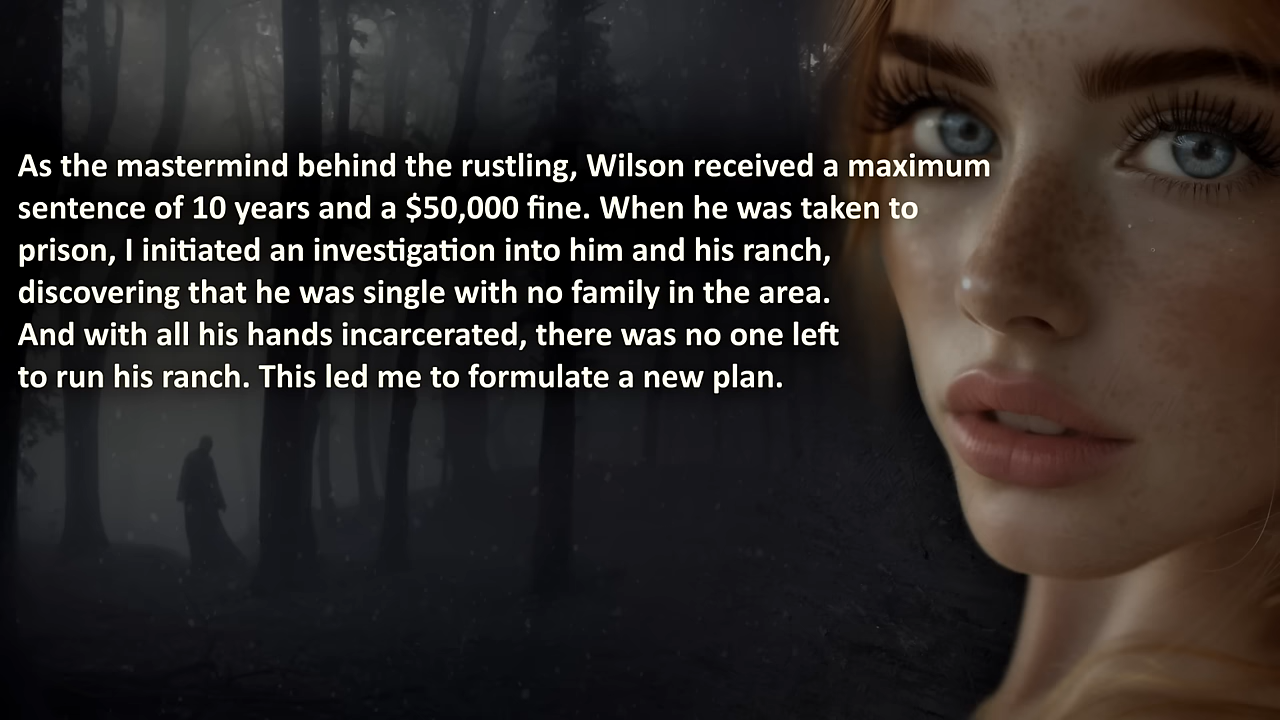 As the mastermind behind the rustling, Wilson received a maximum
sentence of 10 years and a $50,000 fine. When he was taken to
prison, I initiated an investigation into him and his ranch,
discovering that he was single with no family in the area.
And with all his hands incarcerated, there was no one left
to run his ranch. This led me to formulate a new plan.